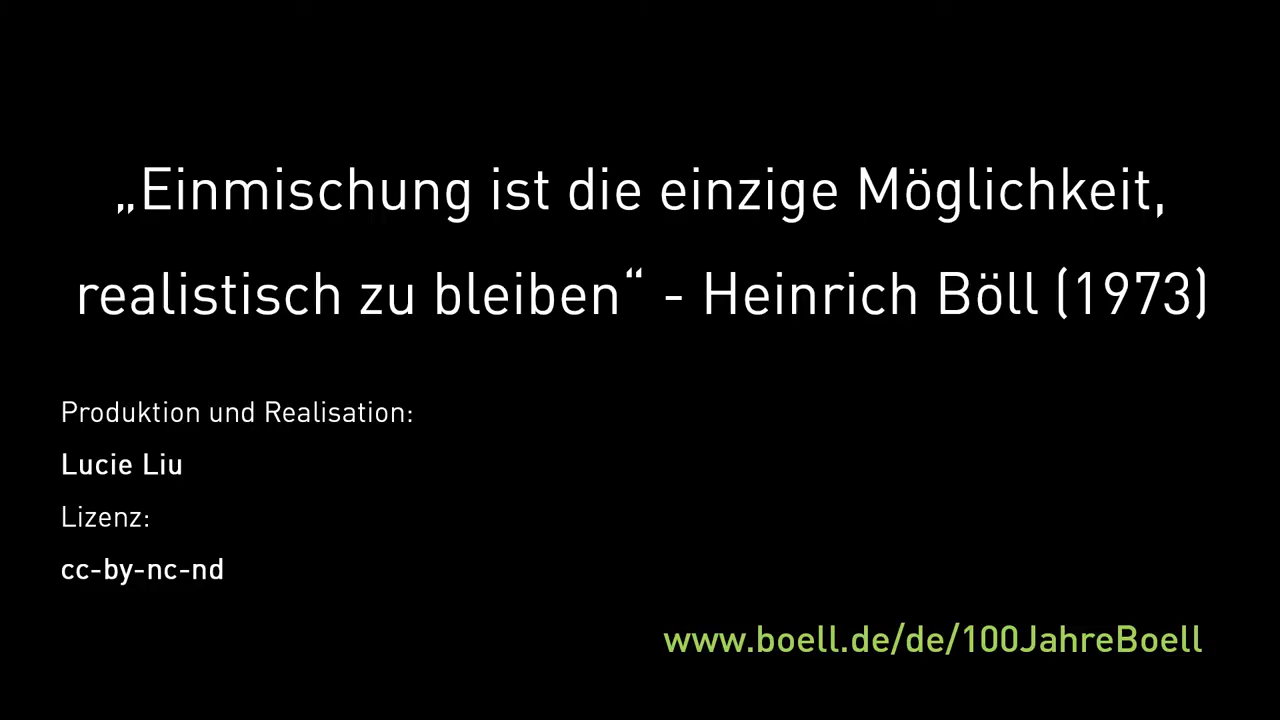 „Einmischung ist die einzige Möglichkeit,
realistisch zu bleiben“ - Heinrich Böll (1973)
Produktion und Realisation:
Lucie Liu
Lizenz:
cc-by-nc-nd
www.boell.de/de/100JahreBoell